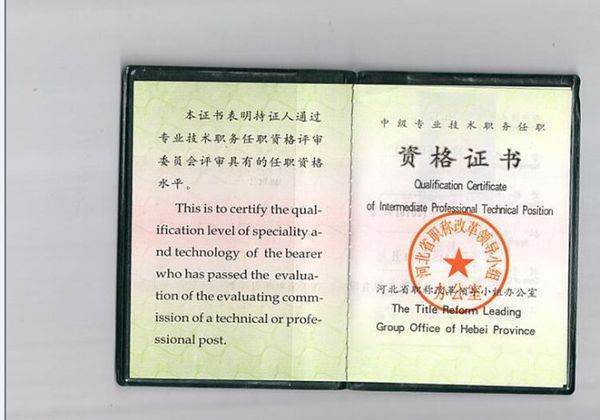 本证书表明持证人通过
专业技术职务任职资格评审
委员会评审具有的任职资格
水平。
This is to certify the qual-
ification level of speciality a-
nd technology of the bearer
who has passed the evalua-
tion of the evaluating comm-
ission of a technical or profe-
ssional post.
中级专业技术职务任职
资格证书
Qualification Certificate
of Intermediate Professional Technical Position
河北省职称改革领导小组
办公室
河北省职称改革领导小组办公室
The Title Reform Leading
Group Office of Hebei Province